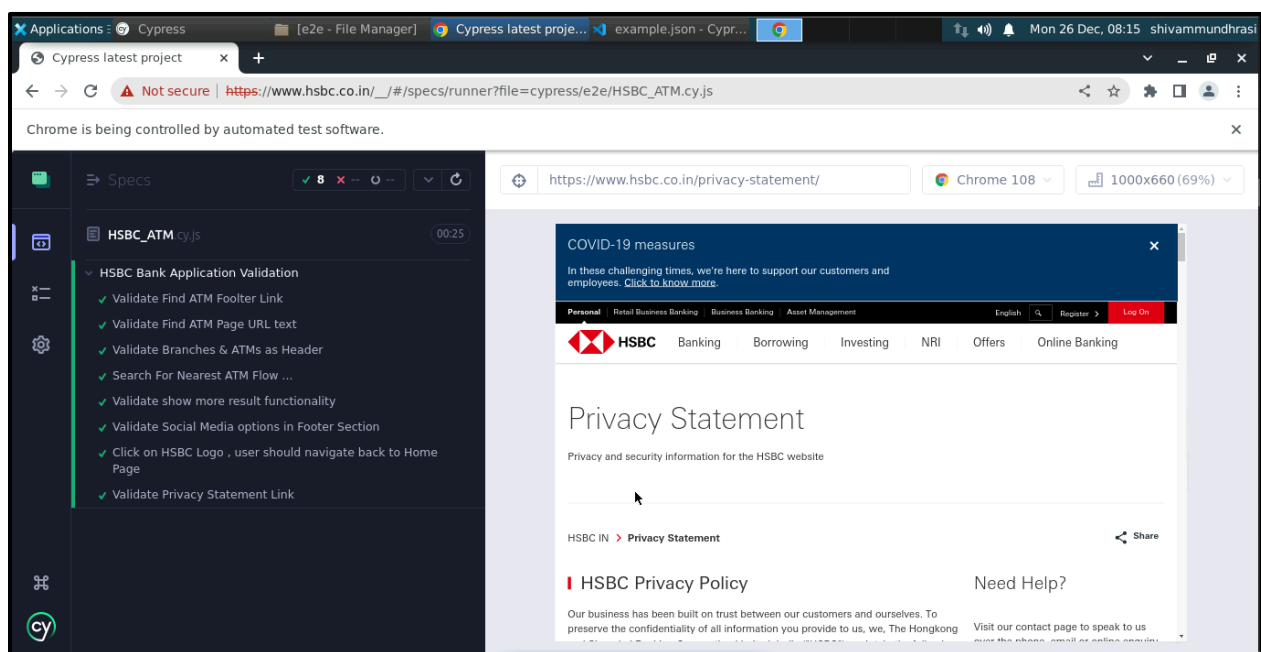 Applications : Cypress [e2e - File Manager] Cypress latest proje... example.json - Cypr... Mon 26 Dec, 08:15 shivammundhrasi
Cypress latest project
Not secure https://www.hsbc.co.in/__/#/specs/runner?file=cypress/e2e/HSBC_ATM.cy.js
Chrome is being controlled by automated test software.
Specs 8 -- --
https://www.hsbc.co.in/privacy-statement/ Chrome 108 1000x660 (69%)
HSBC_ATM.cy.js 00:25
HSBC Bank Application Validation
Validate Find ATM Foolter Link
Validate Find ATM Page URL text
Validate Branches & ATMs as Header
Search For Nearest ATM Flow ...
Validate show more result functionality
Validate Social Media options in Footer Section
Click on HSBC Logo , user should navigate back to Home
Page
Validate Privacy Statement Link
cy
COVID-19 measures
In these challenging times, we're here to support our customers and
employees. Click to know more.
Personal Retail Business Banking Business Banking Asset Management English Register Log On
HSBC Banking Borrowing Investing NRI Offers Online Banking
Privacy Statement
Privacy and security information for the HSBC website
HSBC IN Privacy Statement Share
HSBC Privacy Policy
Our business has been built on trust between our customers and ourselves. To
preserve the confidentiality of all information you provide to us, we, The Hongkong
Need Help?
Visit our contact page to speak to us
over the phone, email or online enquiry